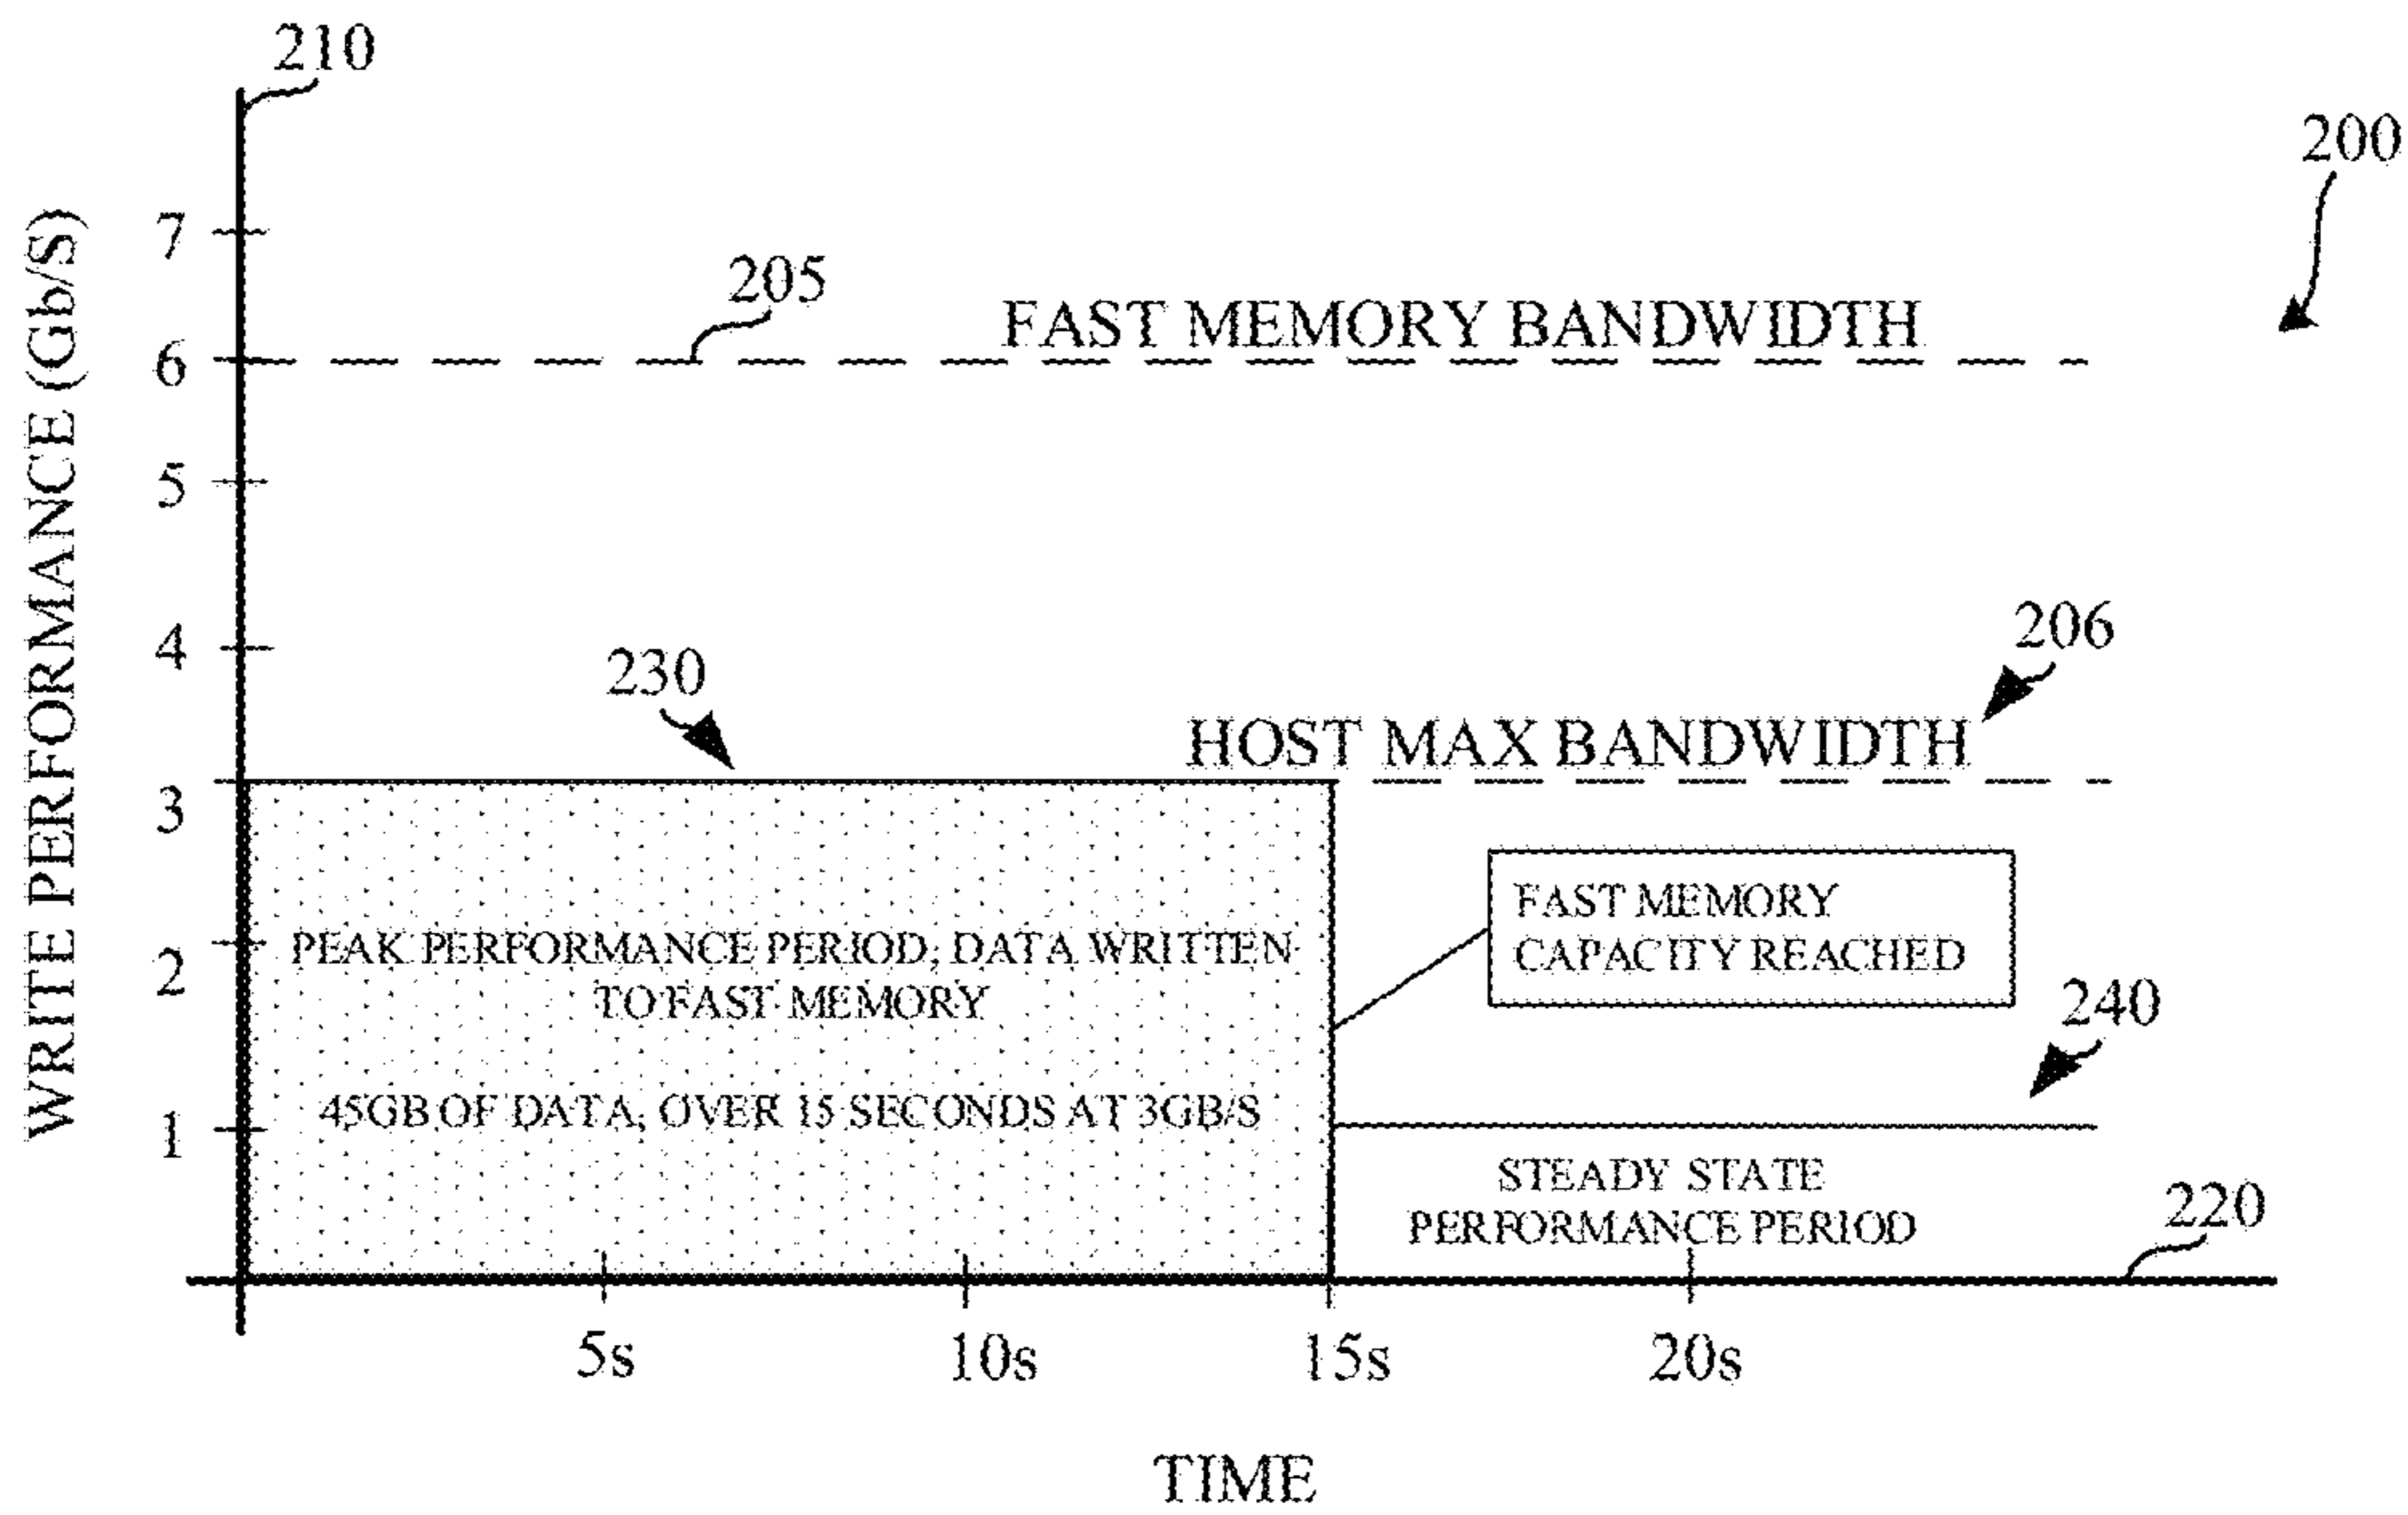 210
200
7
205
FAST MEMORY BANDWIDTH
6
WRITE PERFORMANCE (Gb/S)
5
206
4
230
HOST MAX BANDWIDTH
3
FAST MEMORY
CAPACITY REACHED
PEAK PERFORMANCE PERIOD, DATA WRITTEN
TO FAST MEMORY
2
240
45GB OF DATA, OVER 15 SECONDS AT 3GB/S
1
STEADY STATE
PERFORMANCE PERIOD
220
5s
10s
15s
20s
TIME